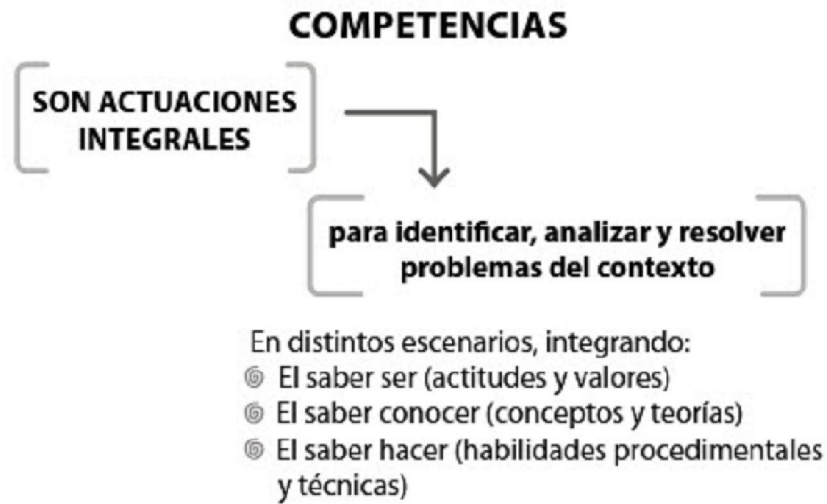 COMPETENCIAS
SON ACTUACIONES
INTEGRALES
para identificar, analizar y resolver
problemas del contexto
En distintos escenarios, integrando:
El saber ser (actitudes y valores)
El saber conocer (conceptos y teorías)
El saber hacer (habilidades procedimentales
y técnicas)